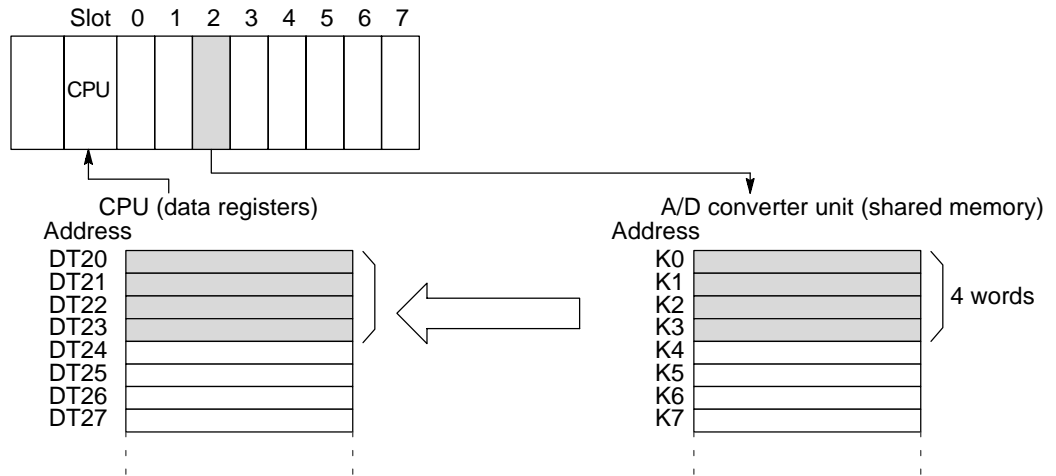 Slot 0 1 2 3 4 5 6 7
CPU
CPU (data registers)
Address
DT20
DT21
DT22
DT23
DT24
DT25
DT26
DT27
A/D converter unit (shared memory)
Address
K0
K1
K2
K3
K4
K5
K6
K7
4 words